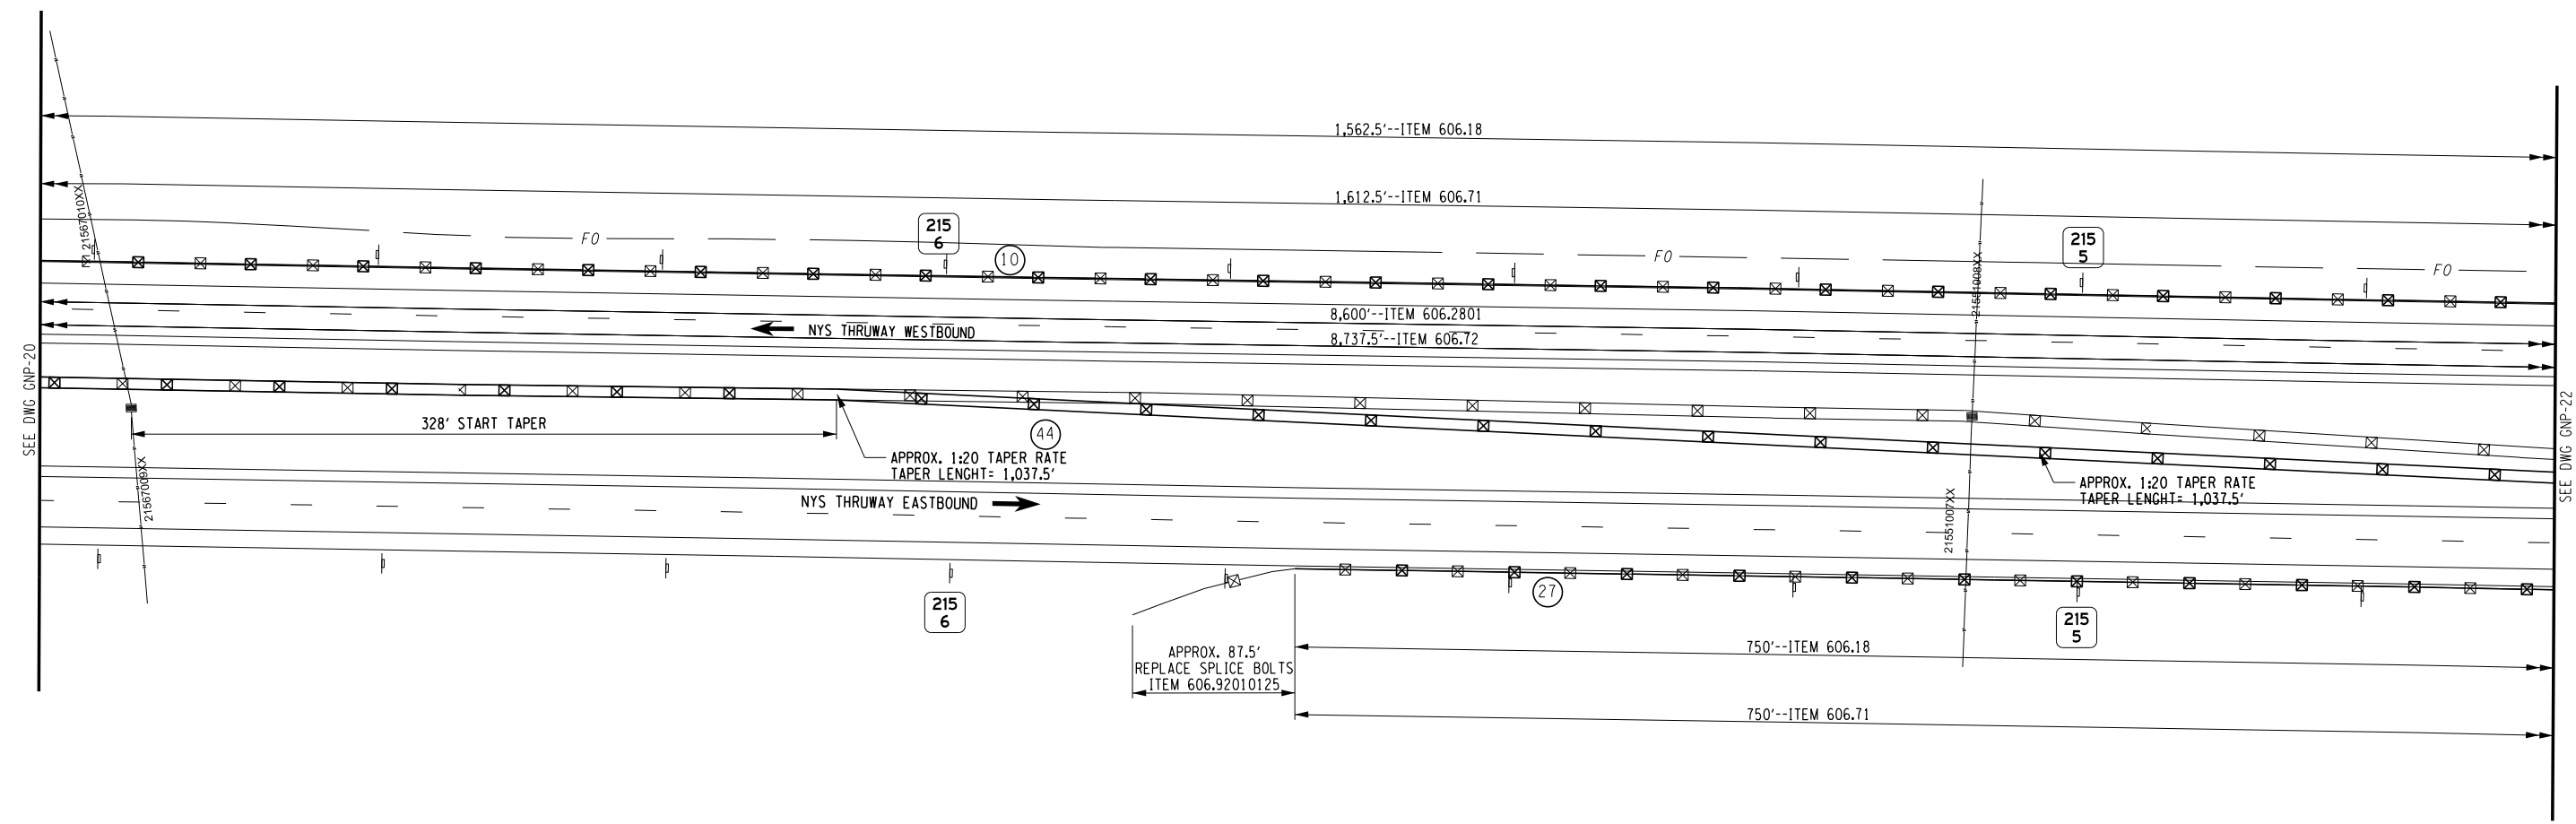 1,562.5'--ITEM 606.18
1,612.5'--ITEM 606.71
21567010XX
FO
215
6
10
FO
21551008XX
215
5
FO
8,600'--ITEM 606.2801
NYS THRUWAY WESTBOUND
8,737.5'--ITEM 606.72
SEE DWG GNP-20
SEE DWG GNP-22
328' START TAPER
44
APPROX. 1:20 TAPER RATE
TAPER LENGHT= 1,037.5'
21567009XX
NYS THRUWAY EASTBOUND
APPROX. 1:20 TAPER RATE
TAPER LENGHT= 1,037.5'
21551007XX
215
6
27
215
5
APPROX. 87.5'
REPLACE SPLICE BOLTS
ITEM 606.92010125
750'--ITEM 606.18
750'--ITEM 606.71